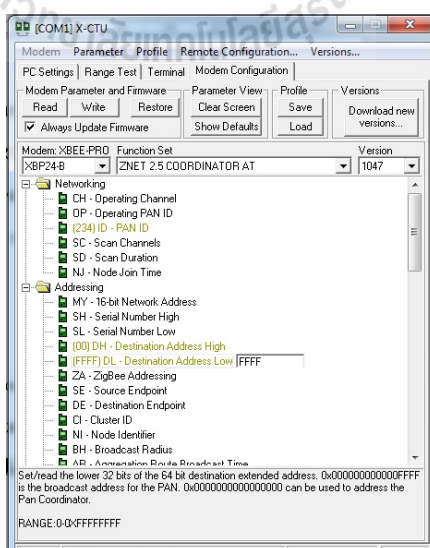 [COM1] X-CTU
Modem Parameter Profile Remote Configuration... Versions...
PC Settings Range Test Terminal Modem Configuration
Modem Parameter and Firmware Parameter View Profile Versions
Read Write Restore Clear Screen Save Download new versions...
Always Update Firmware Show Defaults Load
Modem: XBEE-PRO Function Set Version
XBP24-B ZNET 2.5 COORDINATOR AT 1047
Networking
CH - Operating Channel
OP - Operating PAN ID
(234) ID - PAN ID
SC - Scan Channels
SD - Scan Duration
NJ - Node Join Time
Addressing
MY - 16-bit Network Address
SH - Serial Number High
SL - Serial Number Low
(00) DH - Destination Address High
(FFFF) DL - Destination Address Low FFFF
ZA - ZigBee Addressing
SE - Source Endpoint
DE - Destination Endpoint
CI - Cluster ID
NI - Node Identifier
BH - Broadcast Radius
AR - Aggregation Route Broadcast Time
Set/read the lower 32 bits of the 64 bit destination extended address. 0x000000000000FFFF
is the broadcast address for the PAN. 0x0000000000000000 can be used to address the
Pan Coordinator.
RANGE:0-0XFFFFFFFF